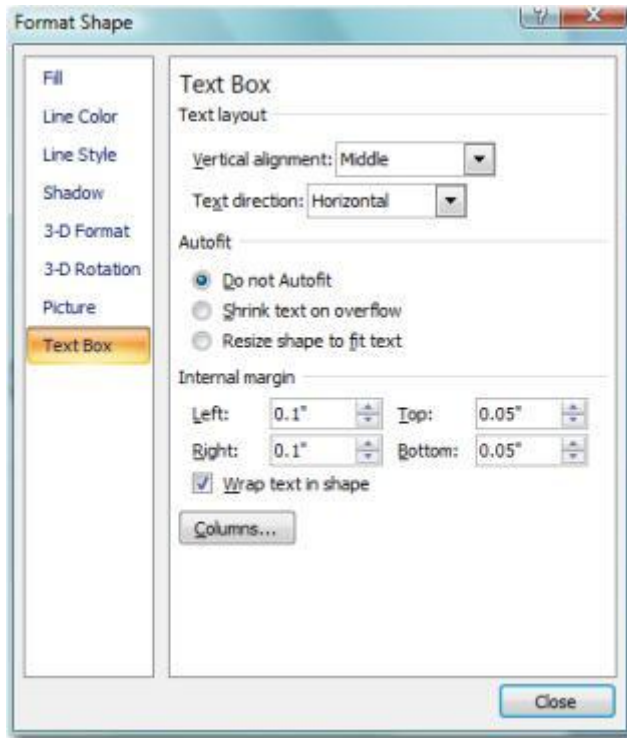 Format Shape
Fill
Line Color
Line Style
Shadow
3-D Format
3-D Rotation
Picture
Text Box
Text Box
Text layout
Vertical alignment: Middle
Text direction: Horizontal
Autofit
Do not Autofit
Shrink text on overflow
Resize shape to fit text
Internal margin
Left: 0.1" Top: 0.05"
Right: 0.1" Bottom: 0.05"
Wrap text in shape
Columns...
Close